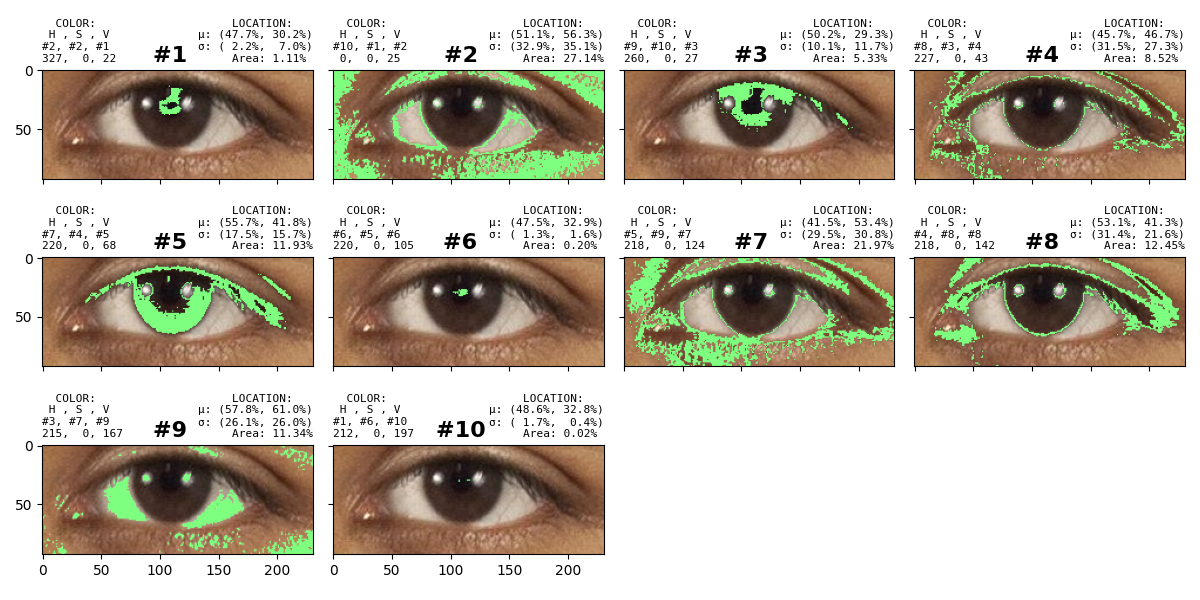 COLOR: LOCATION:
H , S , V μ: (47.7%, 30.2%)
#2, #2, #1 σ: ( 2.2%, 7.0%)
327, 0, 22 #1 Area: 1.11%
COLOR: LOCATION:
H , S , V μ: (51.1%, 56.3%)
#10, #1, #2 σ: (32.9%, 35.1%)
0, 0, 25 #2 Area: 27.14%
COLOR: LOCATION:
H , S , V μ: (50.2%, 29.3%)
#9, #10, #3 σ: (10.1%, 11.7%)
260, 0, 27 #3 Area: 5.33%
COLOR: LOCATION:
H , S , V μ: (45.7%, 46.7%)
#8, #3, #4 σ: (31.5%, 27.3%)
227, 0, 43 #4 Area: 8.52%
0
50
COLOR: LOCATION:
H , S , V μ: (55.7%, 41.8%)
#7, #4, #5 σ: (17.5%, 15.7%)
220, 0, 68 #5 Area: 11.93%
COLOR: LOCATION:
H , S , V μ: (47.5%, 32.9%)
#6, #5, #6 σ: ( 1.3%, 1.6%)
220, 0, 105 #6 Area: 0.20%
COLOR: LOCATION:
H , S , V μ: (41.5%, 53.4%)
#5, #9, #7 σ: (29.5%, 30.8%)
218, 0, 124 #7 Area: 21.97%
COLOR: LOCATION:
H , S , V μ: (53.1%, 41.3%)
#4, #8, #8 σ: (31.4%, 21.6%)
218, 0, 142 #8 Area: 12.45%
0
50
COLOR: LOCATION:
H , S , V μ: (57.8%, 61.0%)
#3, #7, #9 σ: (26.1%, 26.0%)
215, 0, 167 #9 Area: 11.34%
COLOR: LOCATION:
H , S , V μ: (48.6%, 32.8%)
#1, #6, #10 σ: ( 1.7%, 0.4%)
212, 0, 197 #10 Area: 0.02%
0
50
0 50 100 150 200
0 50 100 150 200